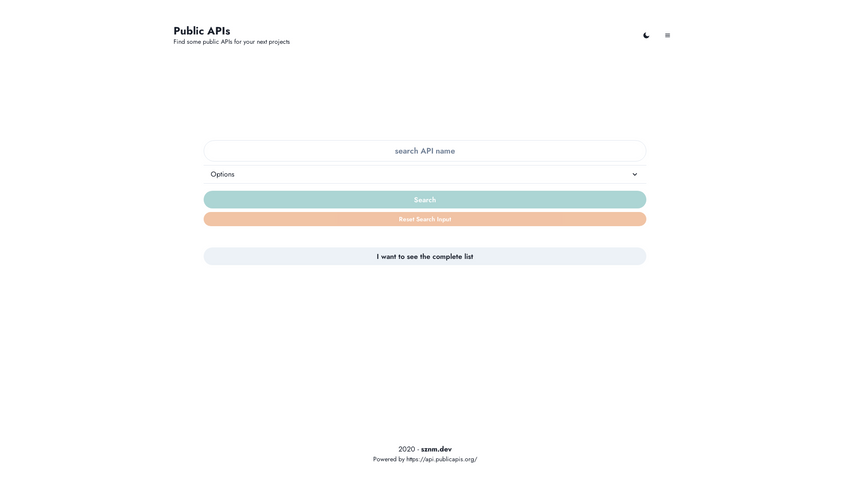 Public APIs
Find some public APIs for your next projects
search API name
Options
Search
Reset Search Input
I want to see the complete list
2020 - sznm.dev
Powered by https://api.publicapis.org/